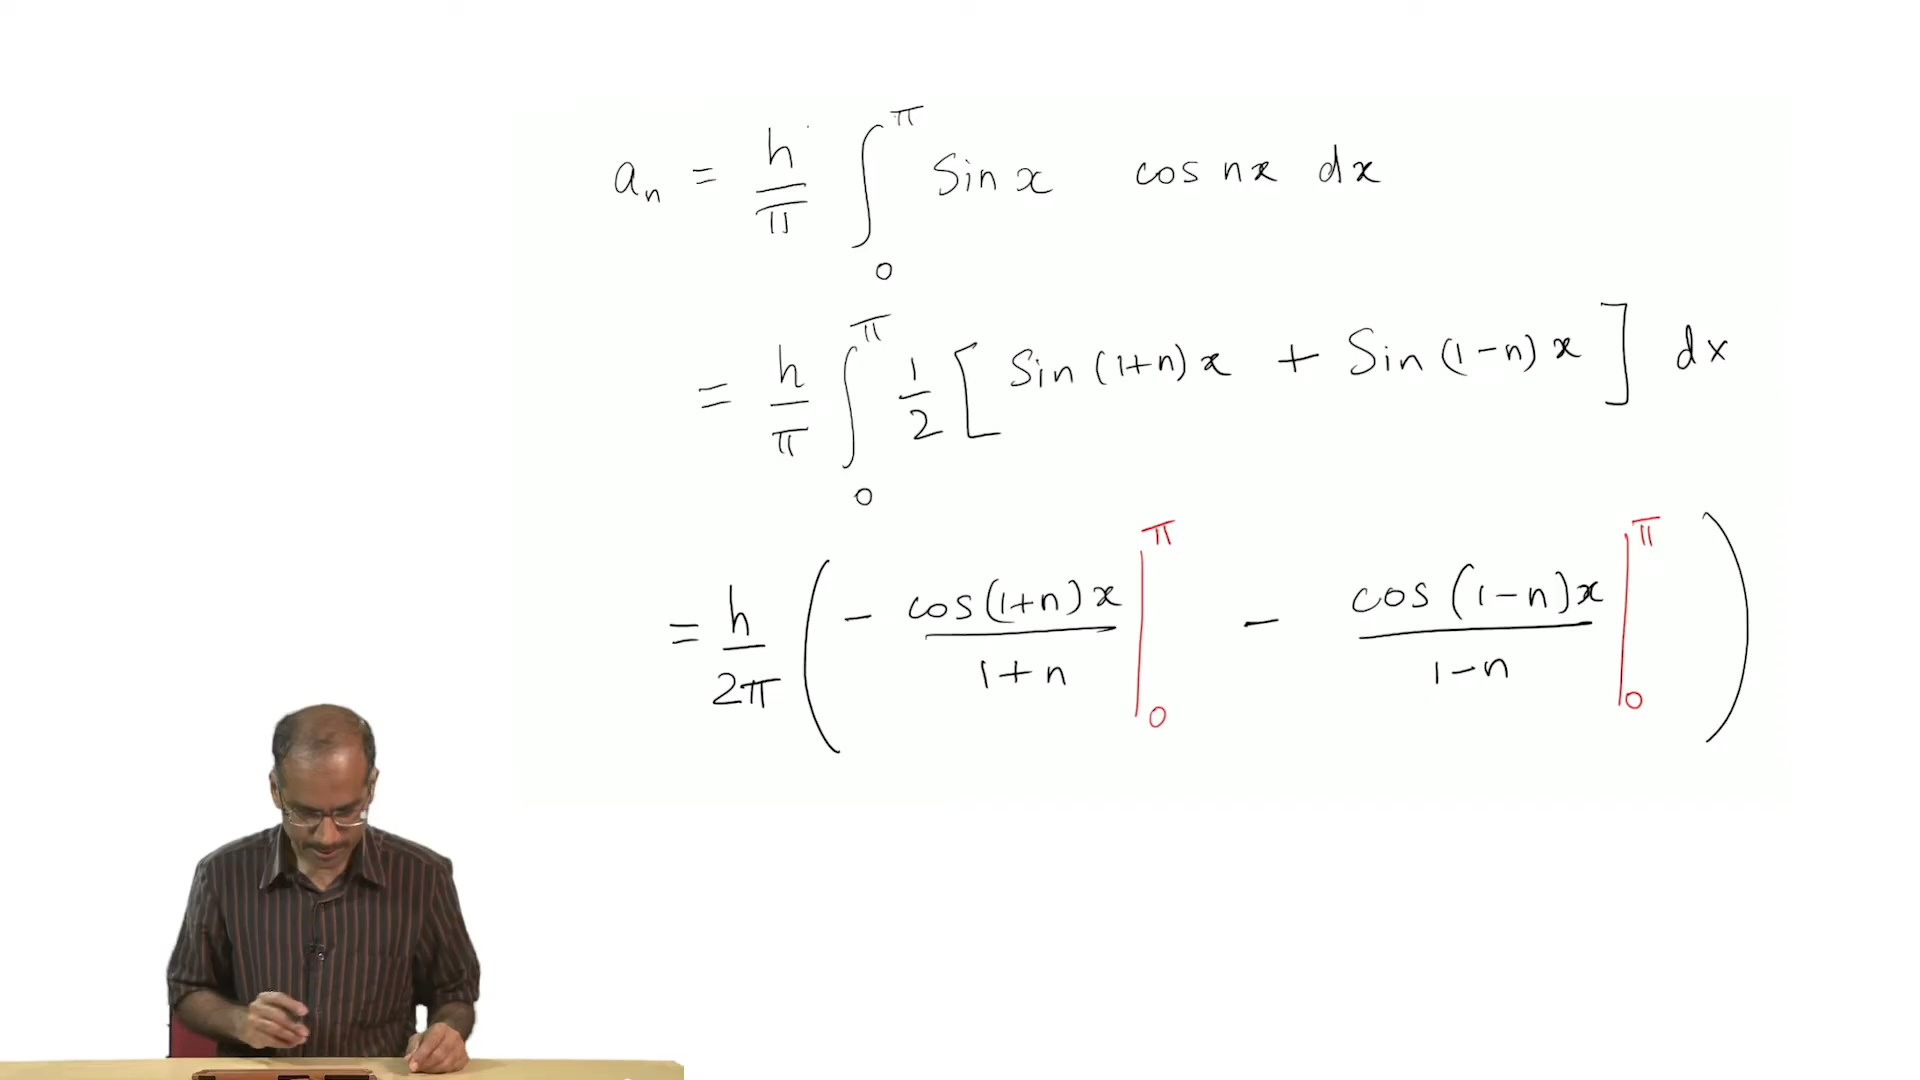 aₙ = h/π ∫₀^π Sin x cos nx dx
= h/π ∫₀^π 1/2 [ Sin (1+n) x + Sin (1-n) x ] dx
= h/2π ( - cos (1+n) x / 1+n |₀^π - cos (1-n) x / 1-n |₀^π )